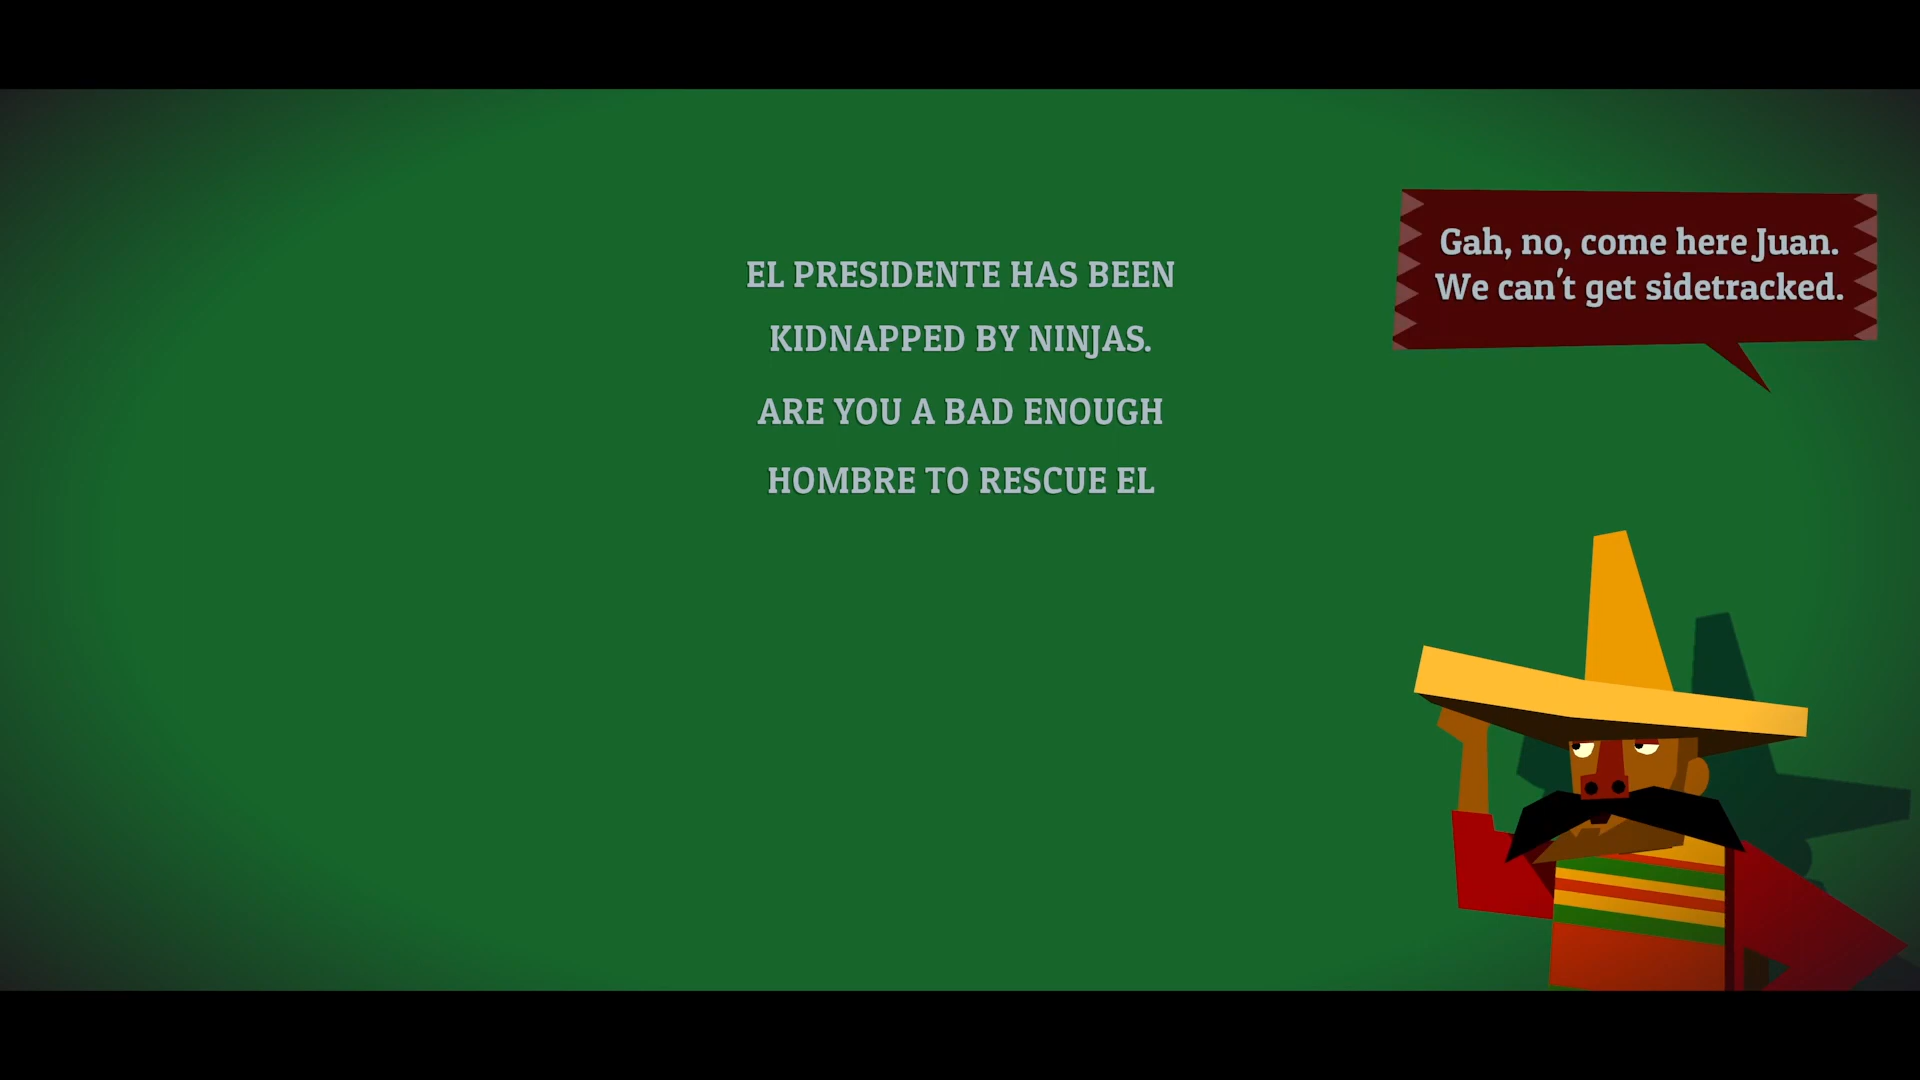 EL PRESIDENTE HAS BEEN
KIDNAPPED BY NINJAS.
ARE YOU A BAD ENOUGH
HOMBRE TO RESCUE EL
Gah, no, come here Juan.
We can't get sidetracked.